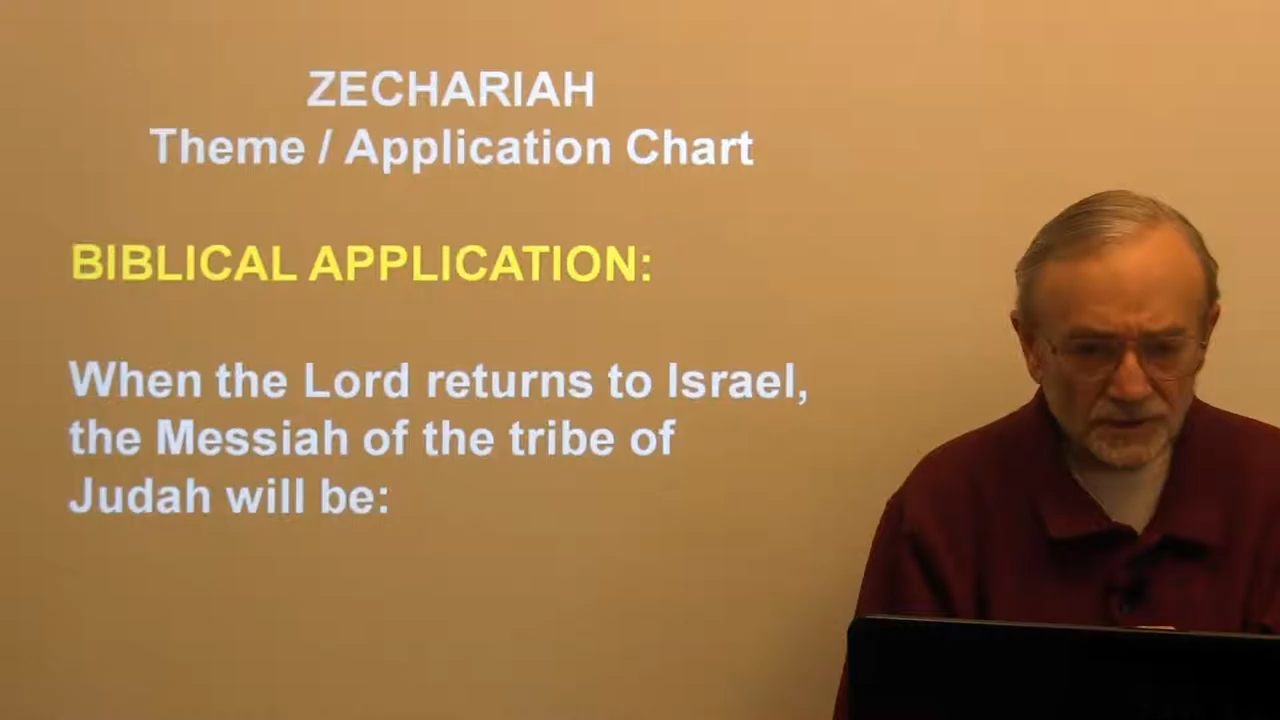 ZECHARIAH
Theme / Application Chart
BIBLICAL APPLICATION:
When the Lord returns to Israel,
the Messiah of the tribe of
Judah will be: